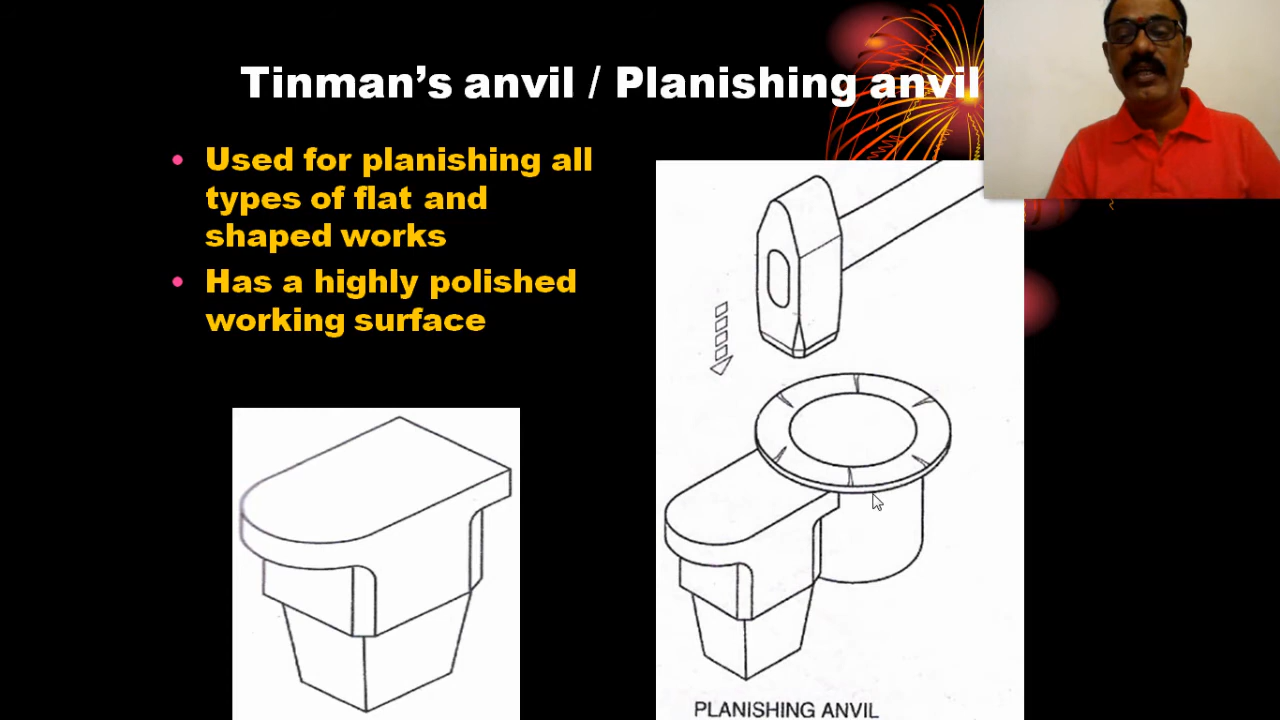 Tinman’s anvil / Planishing anvil
• Used for planishing all
types of flat and
shaped works
• Has a highly polished
working surface
PLANISHING ANVIL